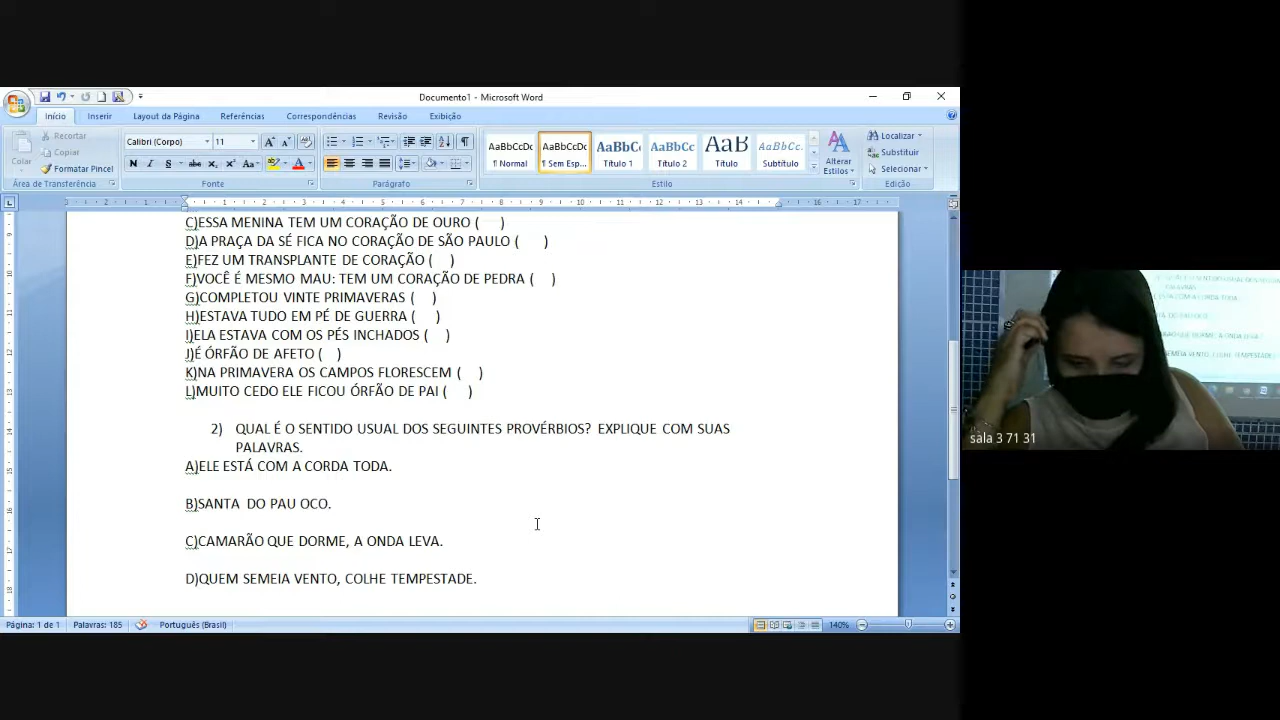 Documento1 - Microsoft Word
Início Inserir Layout da Página Referências Correspondências Revisão Exibição
Recortar
Copiar
Colar
Formatar Pincel
Área de Transferência
Calibri (Corpo) 11
Fonte
Parágrafo
AaBbCcDc AaBbCcDc AaBbC AaBbCc AaB AaBbCc.
¶ Normal ¶ Sem Esp... Título 1 Título 2 Título Subtítulo
Alterar Estilos
Estilo
Localizar
Substituir
Selecionar
Edição
C)ESSA MENINA TEM UM CORAÇÃO DE OURO ( )
D)A PRAÇA DA SÉ FICA NO CORAÇÃO DE SÃO PAULO ( )
E)FEZ UM TRANSPLANTE DE CORAÇÃO ( )
F)VOCÊ É MESMO MAU: TEM UM CORAÇÃO DE PEDRA ( )
G)COMPLETOU VINTE PRIMAVERAS ( )
H)ESTAVA TUDO EM PÉ DE GUERRA ( )
I)ELA ESTAVA COM OS PÉS INCHADOS ( )
J)É ÓRFÃO DE AFETO ( )
K)NA PRIMAVERA OS CAMPOS FLORESCEM ( )
L)MUITO CEDO ELE FICOU ÓRFÃO DE PAI ( )
2) QUAL É O SENTIDO USUAL DOS SEGUINTES PROVÉRBIOS? EXPLIQUE COM SUAS
PALAVRAS.
A)ELE ESTÁ COM A CORDA TODA.
B)SANTA DO PAU OCO.
C)CAMARÃO QUE DORME, A ONDA LEVA.
D)QUEM SEMEIA VENTO, COLHE TEMPESTADE.
Página: 1 de 1 Palavras: 185 Português (Brasil) 140%
sala 3 71 31